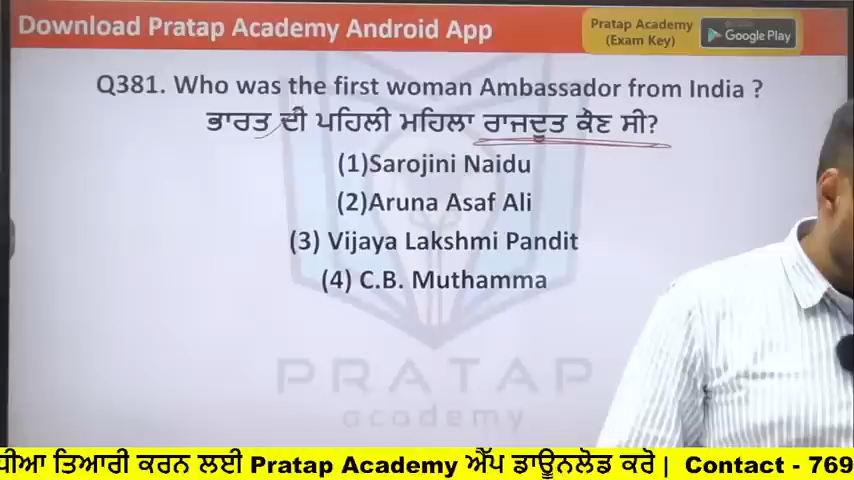 Download Pratap Academy Android App
Pratap Academy
(Exam Key)
Google Play
Q381. Who was the first woman Ambassador from India ?
ਭਾਰਤ ਦੀ ਪਹਿਲੀ ਮਹਿਲਾ ਰਾਜਦੂਤ ਕੌਣ ਸੀ?
(1)Sarojini Naidu
(2)Aruna Asaf Ali
(3) Vijaya Lakshmi Pandit
(4) C.B. Muthamma
PRATAP
academy
ਤਿਆਰੀ ਕਰਨ ਲਈ Pratap Academy ਐੱਪ ਡਾਊਨਲੋਡ ਕਰੋ | Contact - 769